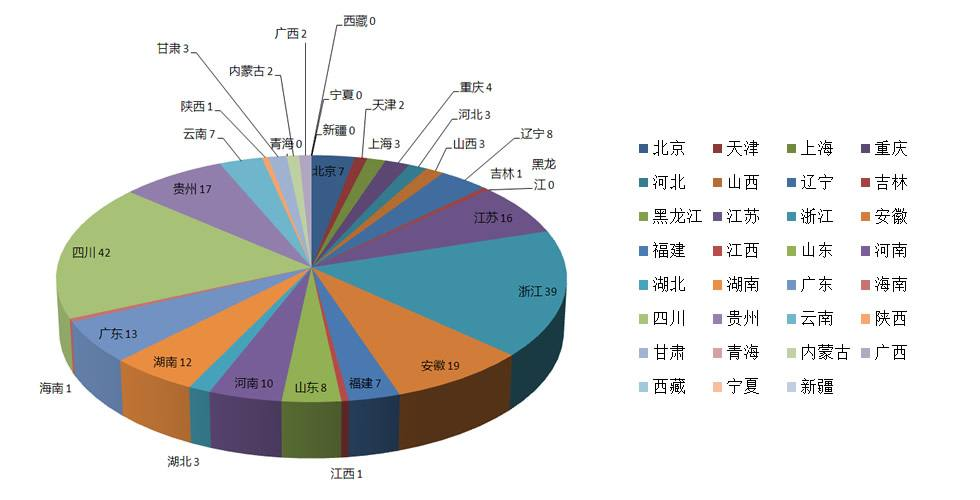 西藏 0
广西 2
甘肃 3
内蒙古 2
重庆 4
宁夏 0
陕西 1
天津 2
河北 3
云南 7
新疆 0
辽宁 8
青海 0
上海 3
山西 3
黑龙
江 0
吉林 1
北京 7
贵州 17
江苏 16
四川 42
浙江 39
广东 13
湖南 12
安徽 19
河南 10
山东 8
福建 7
海南 1
湖北 3
江西 1
北京 天津 上海 重庆
河北 山西 辽宁 吉林
黑龙江 江苏 浙江 安徽
福建 江西 山东 河南
湖北 湖南 广东 海南
四川 贵州 云南 陕西
甘肃 青海 内蒙古 广西
西藏 宁夏 新疆